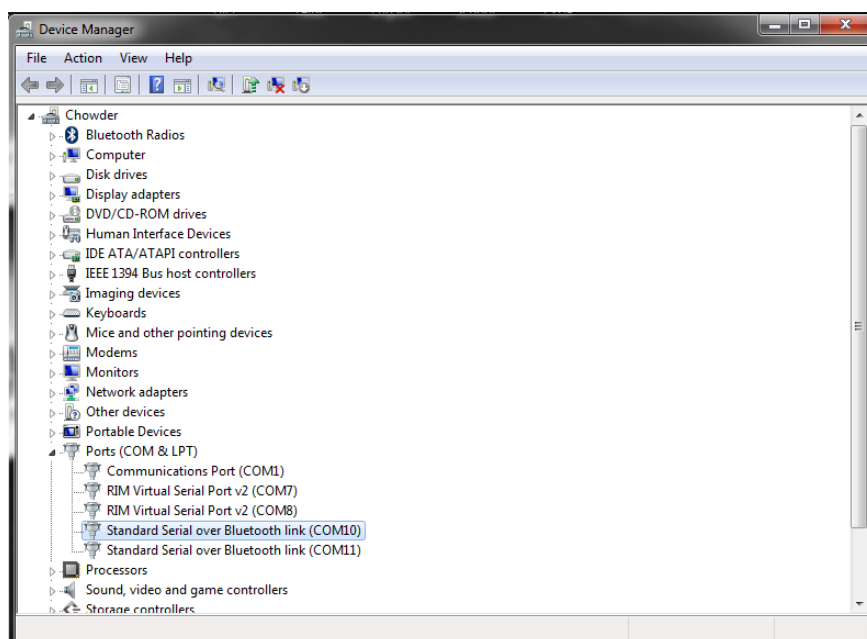 Device Manager
File Action View Help
Chowder
Bluetooth Radios
Computer
Disk drives
Display adapters
DVD/CD-ROM drives
Human Interface Devices
IDE ATA/ATAPI controllers
IEEE 1394 Bus host controllers
Imaging devices
Keyboards
Mice and other pointing devices
Modems
Monitors
Network adapters
Other devices
Portable Devices
Ports (COM & LPT)
Communications Port (COM1)
RIM Virtual Serial Port v2 (COM7)
RIM Virtual Serial Port v2 (COM8)
Standard Serial over Bluetooth link (COM10)
Standard Serial over Bluetooth link (COM11)
Processors
Sound, video and game controllers
Storage controllers